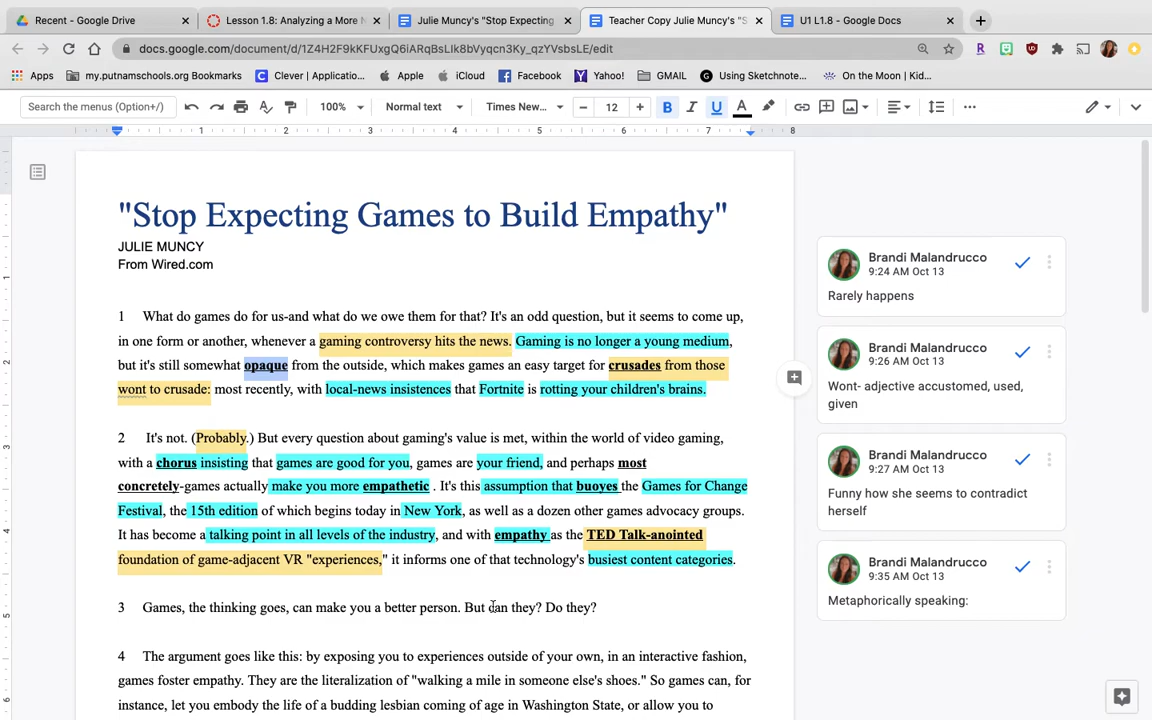 Recent - Google Drive
Lesson 1.8: Analyzing a More N
Julie Muncy's "Stop Expecting
Teacher Copy Julie Muncy's "S
U1 L1.8 - Google Docs
docs.google.com/document/d/1Z4H2F9kKFUxgQ6iARqBsLIk8bVyqcn3Ky_qzYVsbsLE/edit
Apps
my.putnamschools.org Bookmarks
Clever | Applicatio...
Apple
iCloud
Facebook
Yahoo!
GMAIL
Using Sketchnote...
On the Moon | Kid...
Search the menus (Option+/)
100%
Normal text
Times New...
12
B
I
U
A
1 2 3 4 5 6 7 8
"Stop Expecting Games to Build Empathy"
JULIE MUNCY
From Wired.com
1 What do games do for us-and what do we owe them for that? It's an odd question, but it seems to come up,
in one form or another, whenever a gaming controversy hits the news. Gaming is no longer a young medium,
but it's still somewhat opaque from the outside, which makes games an easy target for crusades from those
wont to crusade: most recently, with local-news insistences that Fortnite is rotting your children's brains.
2 It's not. (Probably.) But every question about gaming's value is met, within the world of video gaming,
with a chorus insisting that games are good for you, games are your friend, and perhaps most
concretely-games actually make you more empathetic . It's this assumption that buoyes the Games for Change
Festival, the 15th edition of which begins today in New York, as well as a dozen other games advocacy groups.
It has become a talking point in all levels of the industry, and with empathy as the TED Talk-anointed
foundation of game-adjacent VR "experiences," it informs one of that technology's busiest content categories.
3 Games, the thinking goes, can make you a better person. But can they? Do they?
4 The argument goes like this: by exposing you to experiences outside of your own, in an interactive fashion,
games foster empathy. They are the literalization of "walking a mile in someone else's shoes." So games can, for
instance, let you embody the life of a budding lesbian coming of age in Washington State, or allow you to
Brandi Malandrucco
9:24 AM Oct 13
Rarely happens
Brandi Malandrucco
9:26 AM Oct 13
Wont- adjective accustomed, used,
given
Brandi Malandrucco
9:27 AM Oct 13
Funny how she seems to contradict
herself
Brandi Malandrucco
9:35 AM Oct 13
Metaphorically speaking: